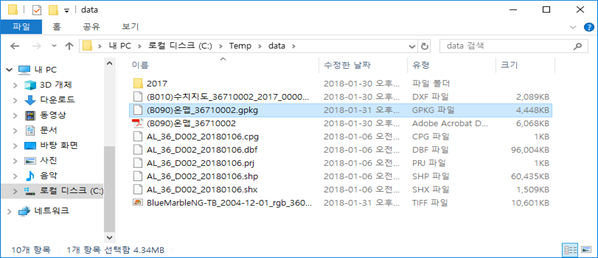 data
파일 홈 공유 보기
내 PC 로컬 디스크 (C:) Temp data data 검색
이름 수정한 날짜 유형 크기
내 PC
3D 개체
다운로드
동영상
문서
바탕 화면
사진
음악
로컬 디스크 (C:)
네트워크
2017 2018-01-30 오후... 파일 폴더
(B010)수치지도_36710002_2017_0000... 2018-01-30 오후... DXF 파일 2,089KB
(B090)온맵_36710002.gpkg 2018-01-31 오후... GPKG 파일 4,448KB
(B090)온맵_36710002 2018-01-30 오후... Adobe Acrobat D... 6,068KB
AL_36_D002_20180106.cpg 2018-01-06 오전... CPG 파일 1KB
AL_36_D002_20180106.dbf 2018-01-06 오전... DBF 파일 96,004KB
AL_36_D002_20180106.prj 2018-01-06 오전... PRJ 파일 1KB
AL_36_D002_20180106.shp 2018-01-06 오전... SHP 파일 60,435KB
AL_36_D002_20180106.shx 2018-01-06 오전... SHX 파일 1,509KB
BlueMarbleNG-TB_2004-12-01_rgb_360... 2018-01-30 오후... TIFF 파일 10,601KB
10개 항목 1개 항목 선택함 4.34MB